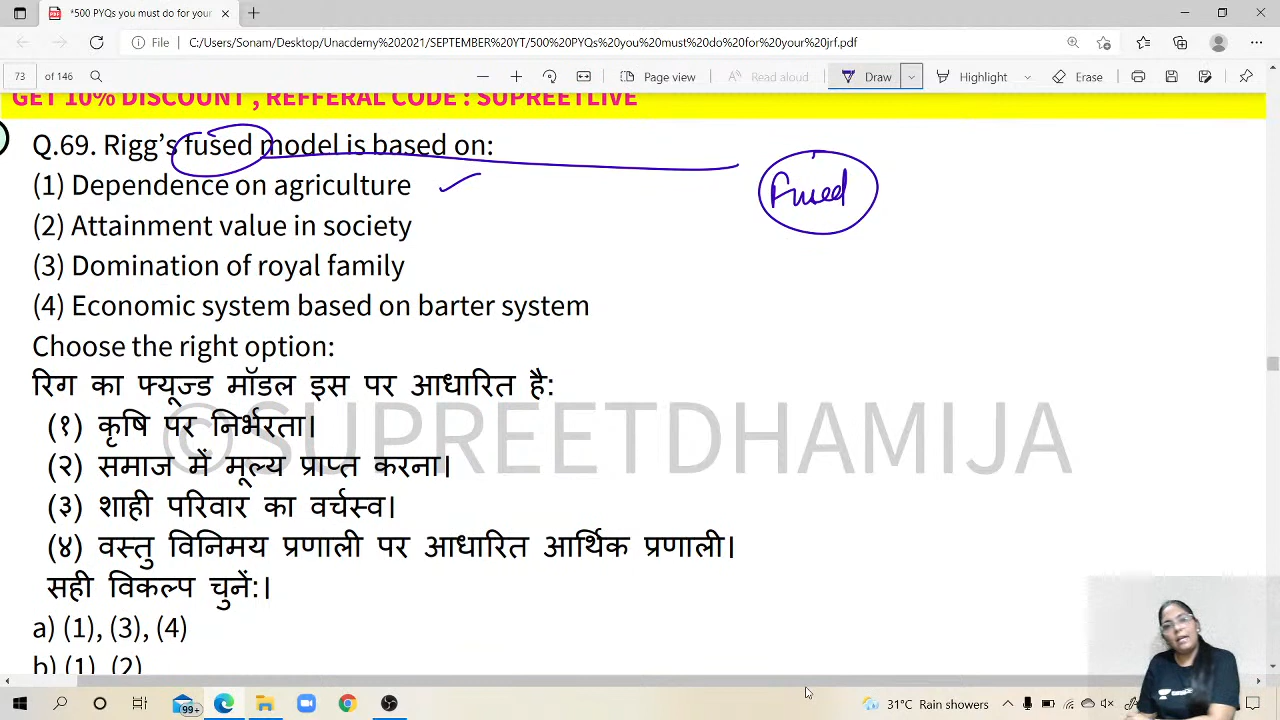 *500 PYQs you must do for your
File C:/Users/Sonam/Desktop/Unacdemy%202021/SEPTEMBER%20YT/500%20PYQs%20you%20must%20do%20for%20your%20jrf.pdf
73 of 146 Page view Read aloud Draw Highlight Erase
GET 10% DISCOUNT , REFFERAL CODE : SUPREETLIVE
Q.69. Rigg's fused model is based on:
Fused
(1) Dependence on agriculture
(2) Attainment value in society
(3) Domination of royal family
(4) Economic system based on barter system
Choose the right option:
रिग का फ्यूज्ड मॉडल इस पर आधारित है:
(१) कृषि पर निर्भरता।
©SUPREETDHAMIJA
(२) समाज में मूल्य प्राप्त करना।
(३) शाही परिवार का वर्चस्व।
(४) वस्तु विनिमय प्रणाली पर आधारित आर्थिक प्रणाली।
सही विकल्प चुनें:।
a) (1), (3), (4)
b) (1), (2)
99+ 31°C Rain showers